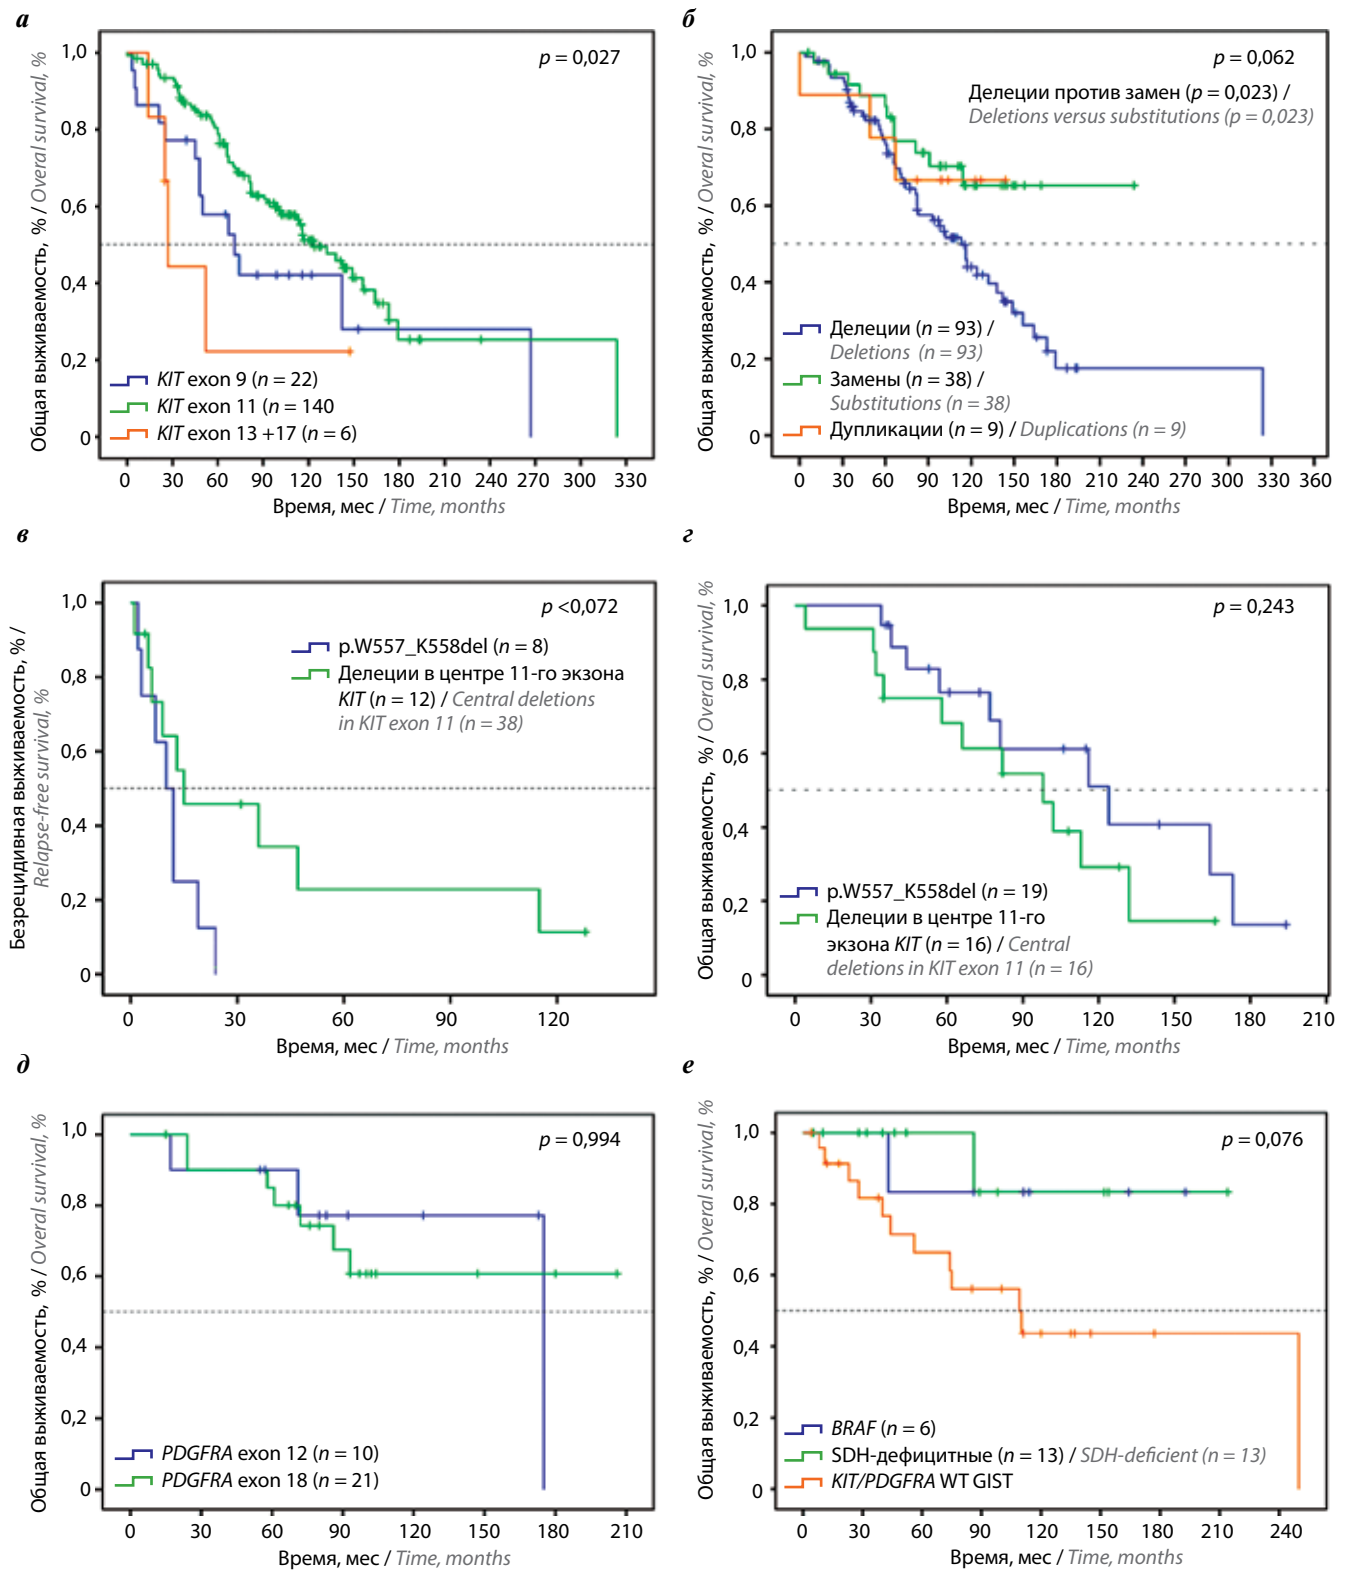 а
Общая выживаемость, % / Overal survival, %
1,0
0,8
0,6
0,4
0,2
0
p = 0,027
KIT exon 9 (n = 22)
KIT exon 11 (n = 140
KIT exon 13 +17 (n = 6)
0 30 60 90 120 150 180 210 240 270 300 330
Время, мес / Time, months
б
Общая выживаемость, % / Overal survival, %
1,0
0,8
0,6
0,4
0,2
0
p = 0,062
Делеции против замен (p = 0,023) /
Deletions versus substitutions (p = 0,023)
Делеции (n = 93) /
Deletions (n = 93)
Замены (n = 38) /
Substitutions (n = 38)
Дупликации (n = 9) / Duplications (n = 9)
0 30 60 90 120 150 180 210 240 270 300 330 360
Время, мес / Time, months
в
Безрецидивная выживаемость, % /
Relapse-free survival, %
1,0
0,8
0,6
0,4
0,2
0
p <0,072
p.W557_K558del (n = 8)
Делеции в центре 11-го экзона
KIT (n = 12) / Central deletions
in KIT exon 11 (n = 38)
0 30 60 90 120
Время, мес / Time, months
г
Общая выживаемость, % / Overal survival, %
1,0
0,8
0,6
0,4
0,2
0
p = 0,243
p.W557_K558del (n = 19)
Делеции в центре 11-го
экзона KIT (n = 16) / Central
deletions in KIT exon 11 (n = 16)
0 30 60 90 120 150 180 210
Время, мес / Time, months
д
Общая выживаемость, % / Overal survival, %
1,0
0,8
0,6
0,4
0,2
0
p = 0,994
PDGFRA exon 12 (n = 10)
PDGFRA exon 18 (n = 21)
0 30 60 90 120 150 180 210
Время, мес / Time, months
е
Общая выживаемость, % / Overal survival, %
1,0
0,8
0,6
0,4
0,2
0
p = 0,076
BRAF (n = 6)
SDH-дефицитные (n = 13) / SDH-deficient (n = 13)
KIT/PDGFRA WT GIST
0 30 60 90 120 150 180 210 240
Время, мес / Time, months